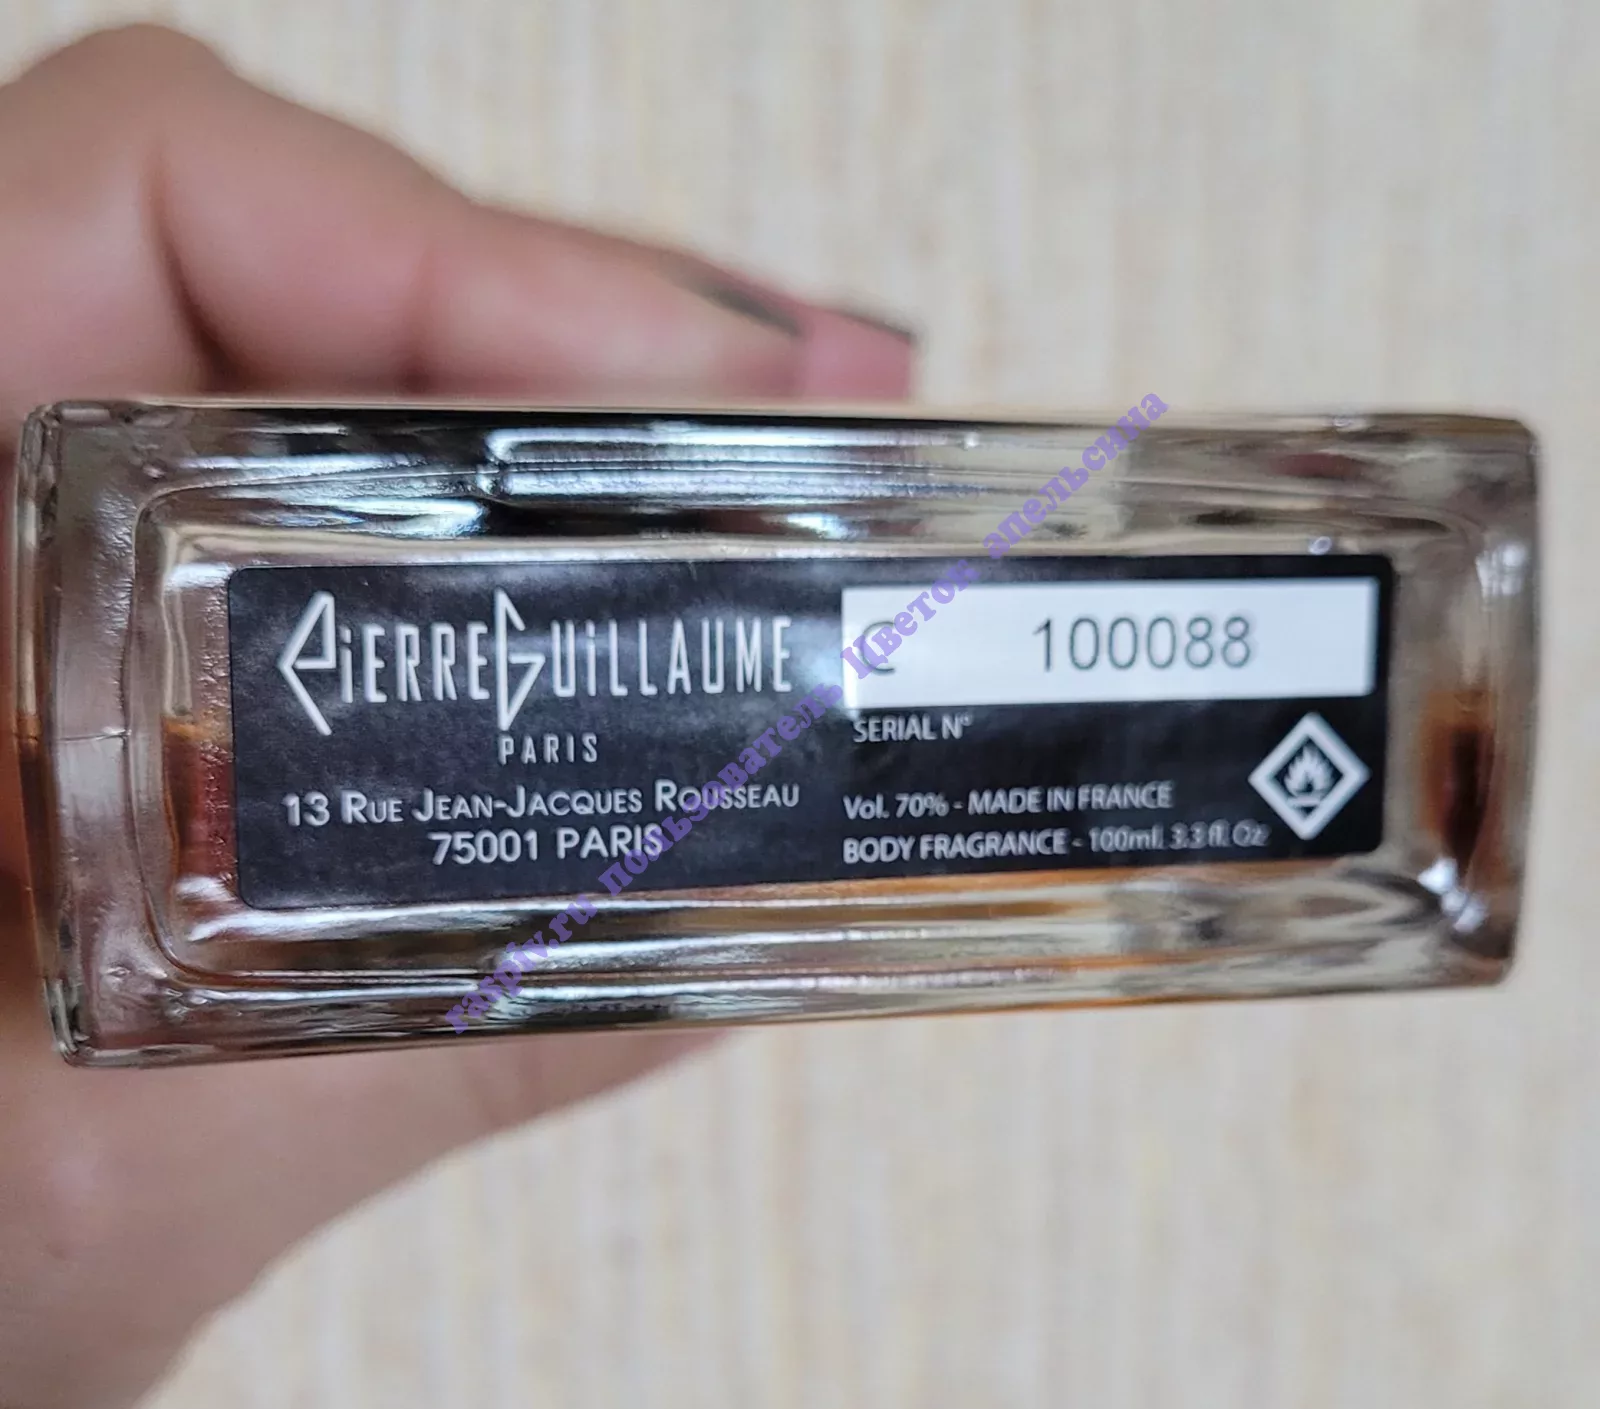 PiERREGUiLLAUME
PARIS
13 RUE JEAN-JACQUES ROUSSEAU
75001 PARIS
C 100088
SERIAL N°
Vol. 70% - MADE IN FRANCE
BODY FRAGRANCE - 100ml. 3.3 fl. Oz
raspiv.ru пользователь Цветок апельсина